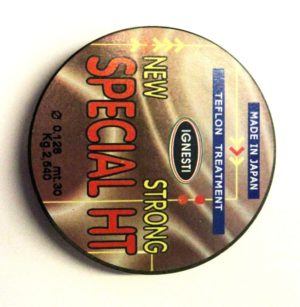 MADE IN JAPAN
TEFLON TREATMENT
IGNESTI
NEW STRONG
SPECIAL HT
Ø 0,128 mt.30
Kg.2,640